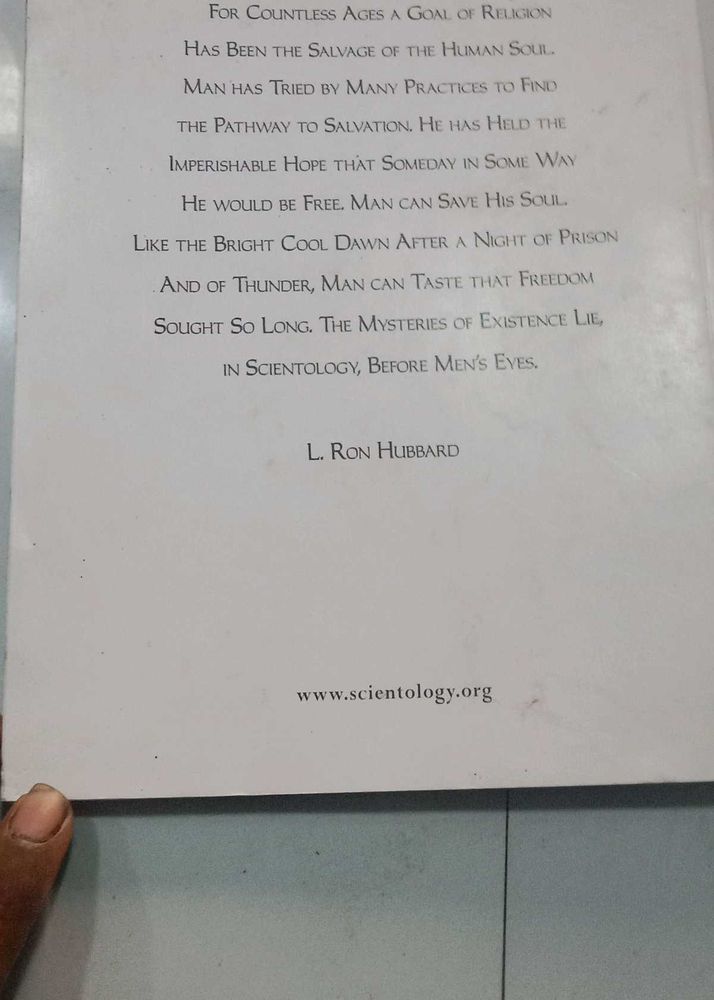 For Countless Ages a Goal of Religion
Has Been the Salvage of the Human Soul.
Man has Tried by Many Practices to Find
the Pathway to Salvation. He has Held the
Imperishable Hope that Someday in Some Way
He would be Free. Man can Save His Soul.
Like the Bright Cool Dawn After a Night of Prison
And of Thunder, Man can Taste that Freedom
Sought So Long. The Mysteries of Existence Lie,
in Scientology, Before Men's Eyes.
L. Ron Hubbard
www.scientology.org